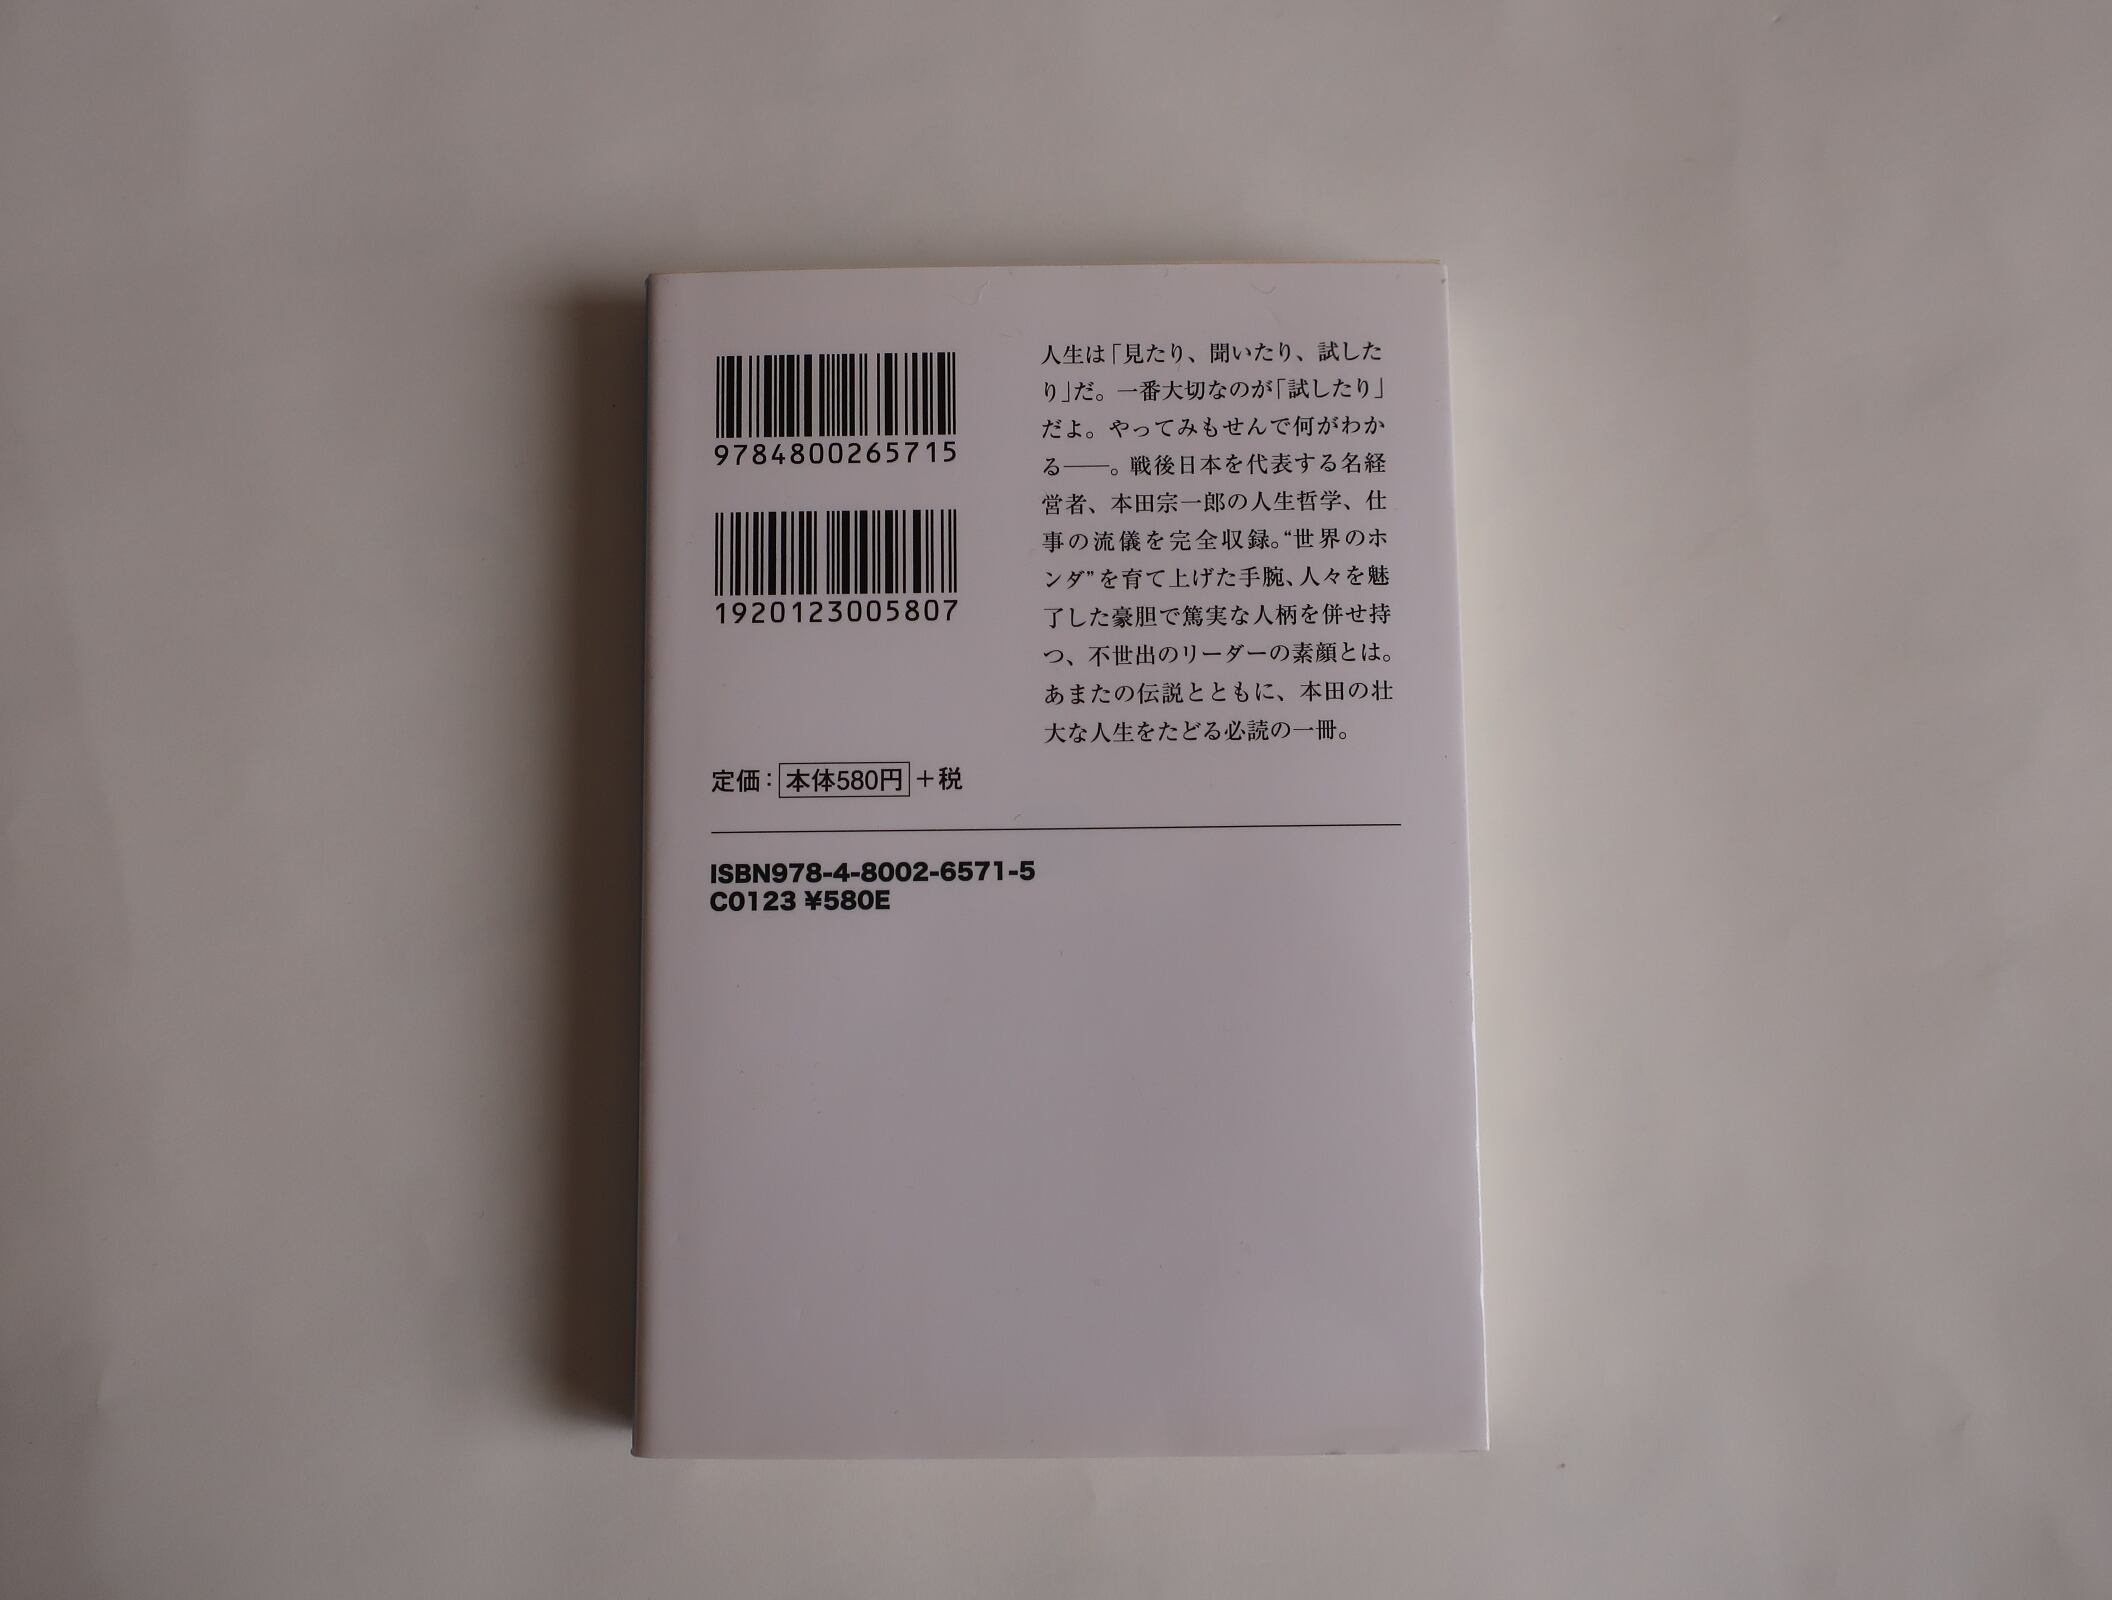 9784800265715
1920123005807
定価：本体580円＋税
人生は「見たり、聞いたり、試した
り」だ。一番大切なのが「試したり」
だよ。やってみもせんで何がわか
る――。戦後日本を代表する名経
営者、本田宗一郎の人生哲学、仕
事の流儀を完全収録。“世界のホ
ンダ”を育て上げた手腕、人々を魅
了した豪胆で篤実な人柄を併せ持
つ、不世出のリーダーの素顔とは。
あまたの伝説とともに、本田の壮
大な人生をたどる必読の一冊。
ISBN978-4-8002-6571-5
C0123 ¥580E